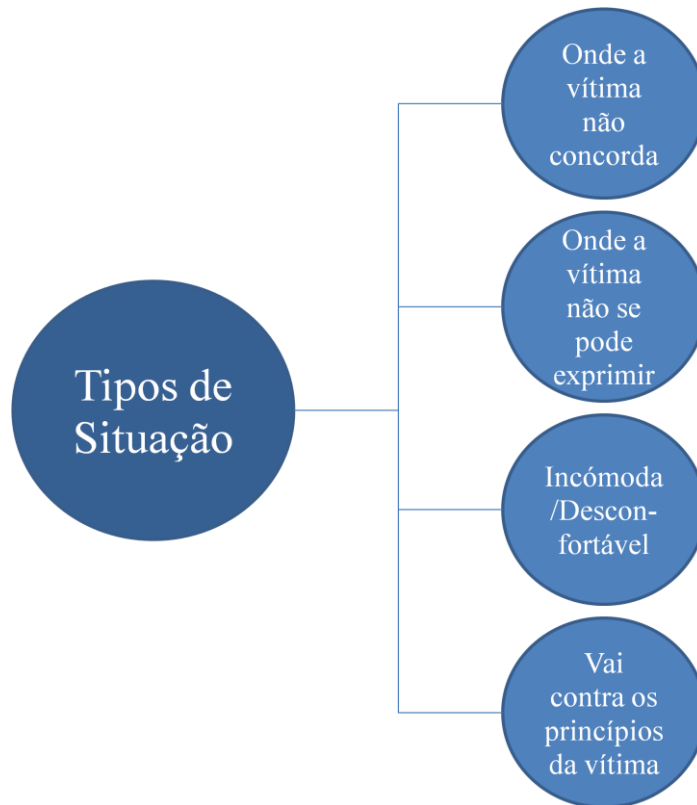 Tipos de
Situação
Onde a
vítima
não
concorda
Onde a
vítima
não se
pode
exprimir
Incómoda
/Descon-
fortável
Vai
contra os
princípios
da vítima